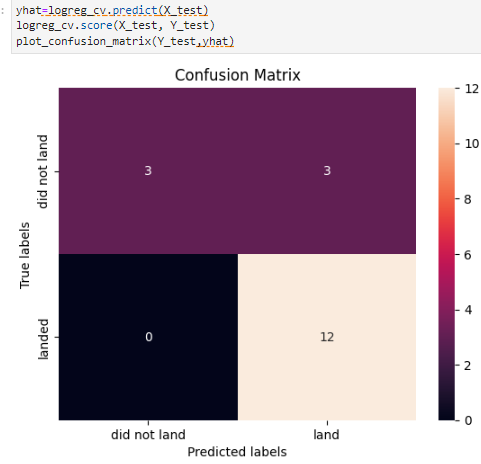 : yhat=logreg_cv.predict(X_test)
logreg_cv.score(X_test, Y_test)
plot_confusion_matrix(Y_test,yhat)
Confusion Matrix
12
10
8
6
4
2
0
True labels
did not land
landed
3 3
0 12
did not land land
Predicted labels